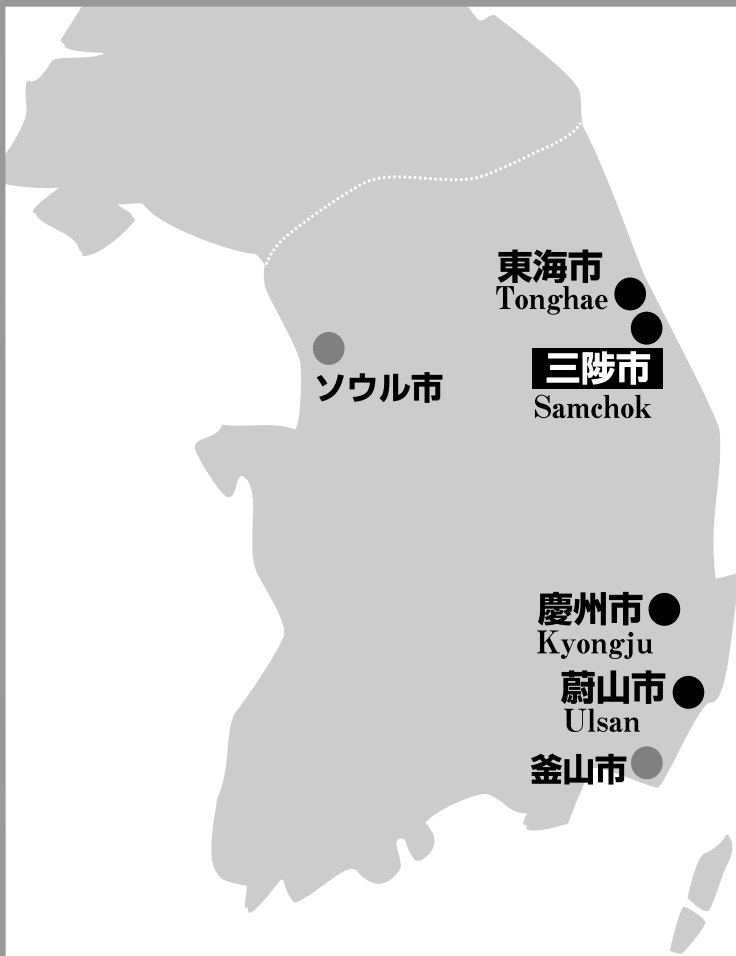 東海市
Tonghae
三陟市
Samchok
ソウル市
慶州市
Kyongju
蔚山市
Ulsan
釜山市